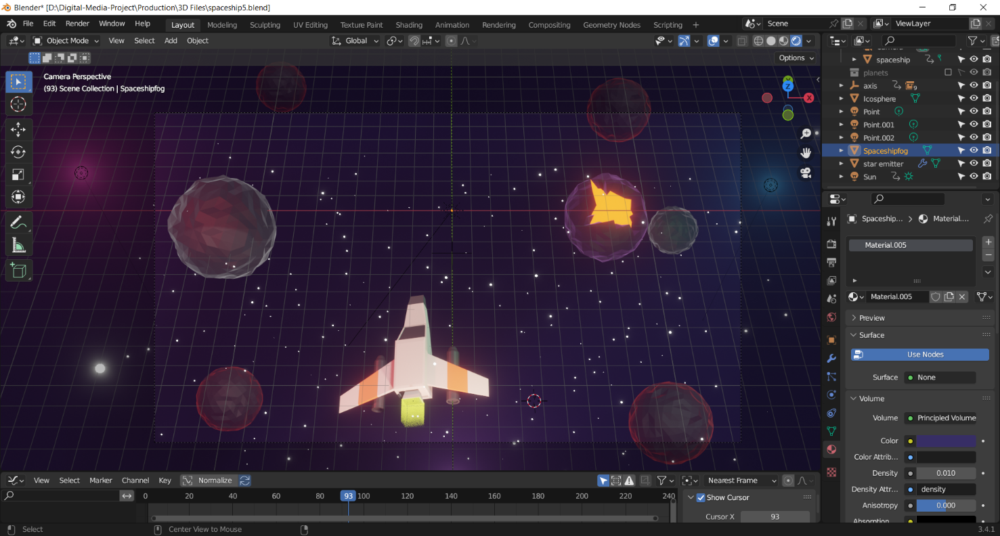 Blender* [D:\Digital-Media-Project\Production\3D Files\spaceship5.blend]
File Edit Render Window Help Layout Modeling Sculpting UV Editing Texture Paint Shading Animation Rendering Compositing Geometry Nodes Scripting + Scene ViewLayer
Object Mode View Select Add Object Global
Options
Camera Perspective
(93) Scene Collection | Spaceshipfog
Z
X
spaceship
planets
axis 9
Icosphere
Point
Point.001
Point.002
Spaceshipfog
star emitter
Sun
Spaceship... > Material....
Material.005
Material.005
Preview
Surface
Use Nodes
Surface None
Volume
Volume Principled Volume
Color
Color Attrib...
Density 0.010
Density Attr... density
Anisotropy 0.000
Absorption
View Select Marker Channel Key Normalize Nearest Frame
0 20 40 60 80 93 100 120 140 160 180 200 220 240
Show Cursor
Cursor X 93
Select Center View to Mouse 3.4.1